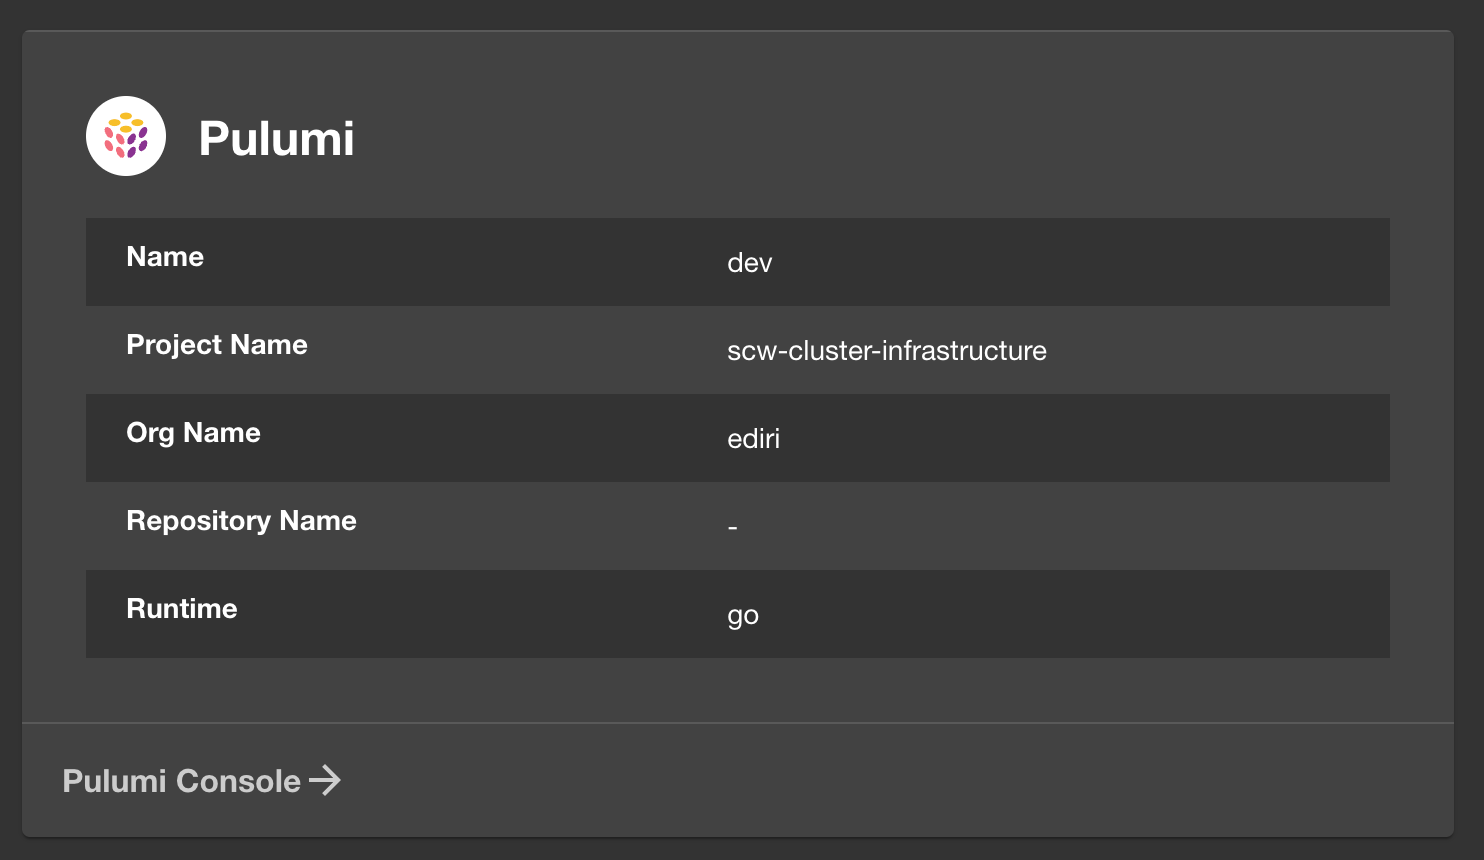 Pulumi
Name dev
Project Name scw-cluster-infrastructure
Org Name ediri
Repository Name -
Runtime go
Pulumi Console →